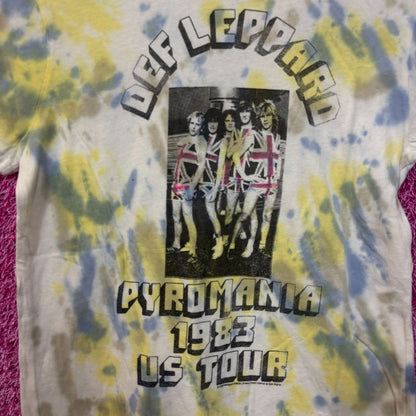 DEF LEPPARD
PYROMANIA
1983
US TOUR